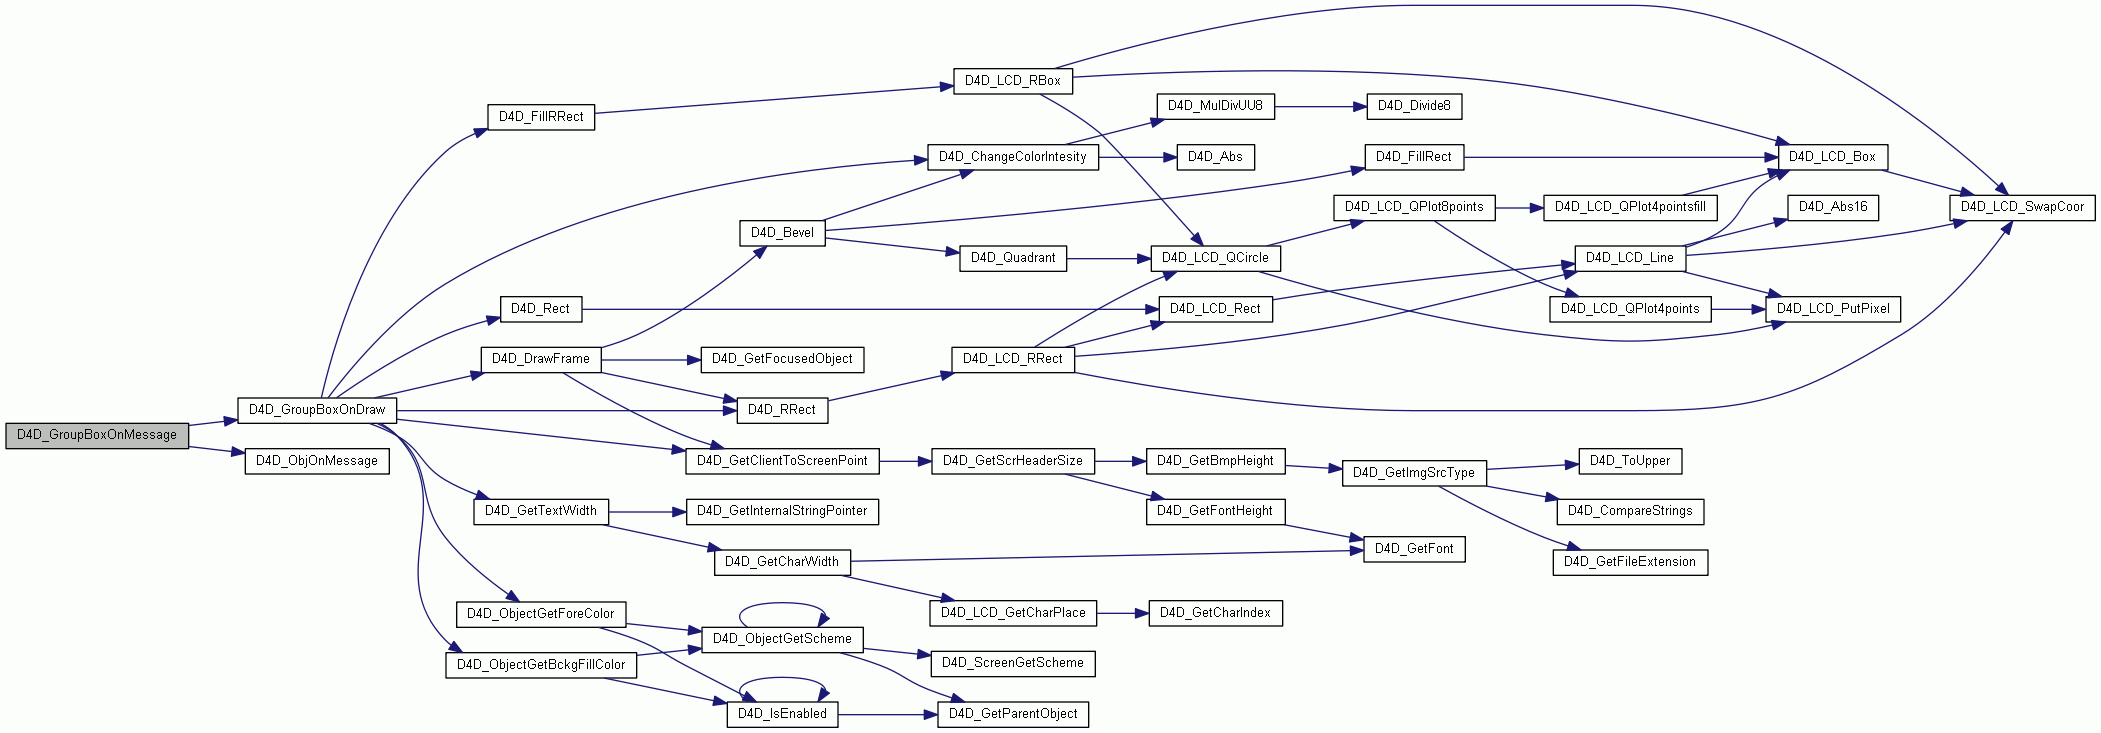 D4D_GroupBoxOnMessage
D4D_GroupBoxOnDraw
D4D_ObjOnMessage
D4D_FillRRect
D4D_Rect
D4D_DrawFrame
D4D_GetTextWidth
D4D_ObjectGetForeColor
D4D_ObjectGetBckgFillColor
D4D_Bevel
D4D_GetFocusedObject
D4D_RRect
D4D_GetClientToScreenPoint
D4D_GetInternalStringPointer
D4D_GetCharWidth
D4D_ObjectGetScheme
D4D_IsEnabled
D4D_LCD_RBox
D4D_ChangeColorIntesity
D4D_Quadrant
D4D_LCD_RRect
D4D_GetScrHeaderSize
D4D_LCD_GetCharPlace
D4D_ScreenGetScheme
D4D_GetParentObject
D4D_MulDivUU8
D4D_Abs
D4D_LCD_QCircle
D4D_LCD_Rect
D4D_GetBmpHeight
D4D_GetFontHeight
D4D_GetCharIndex
D4D_Divide8
D4D_FillRect
D4D_LCD_QPlot8points
D4D_GetImgSrcType
D4D_GetFont
D4D_LCD_QPlot4pointsfill
D4D_LCD_Line
D4D_LCD_QPlot4points
D4D_ToUpper
D4D_CompareStrings
D4D_GetFileExtension
D4D_LCD_Box
D4D_Abs16
D4D_LCD_PutPixel
D4D_LCD_SwapCoor